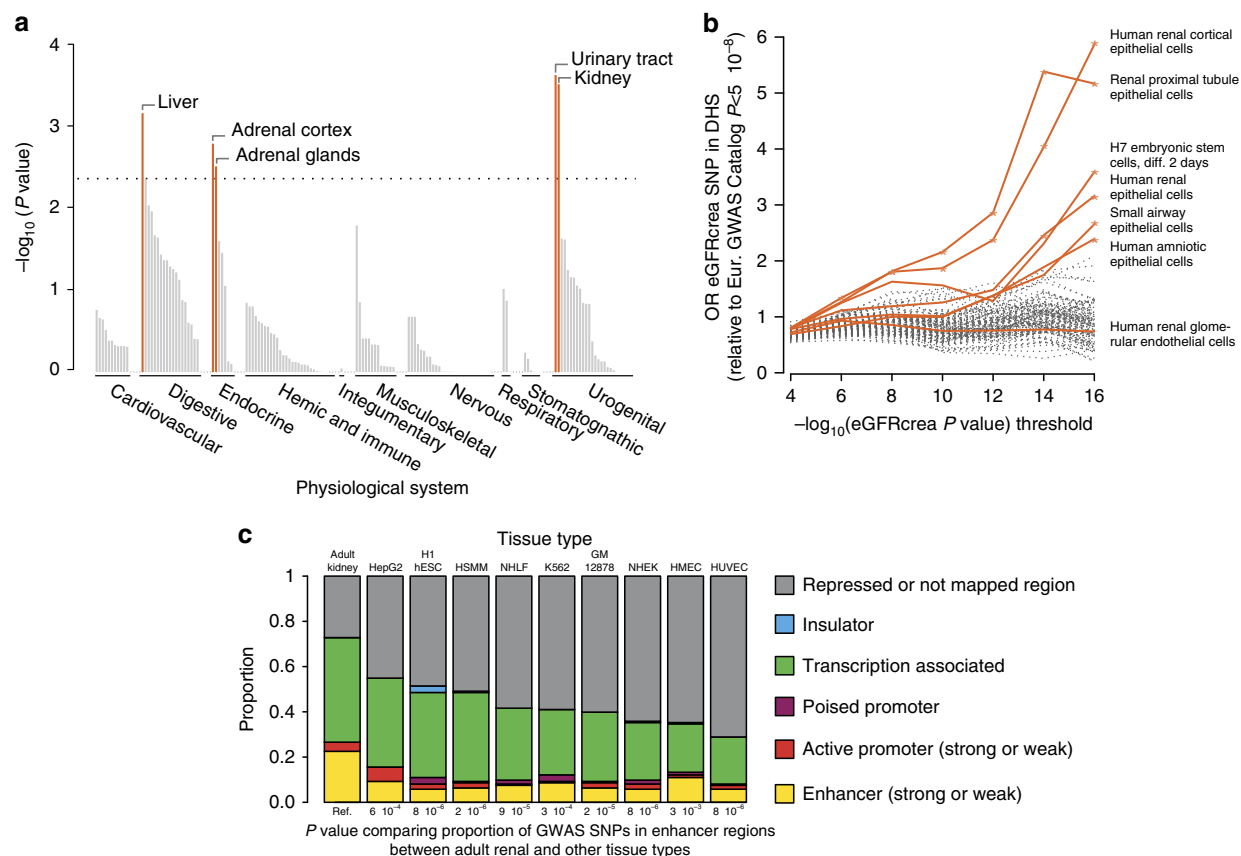 a
4
3
2
1
0
–log10 (P value)
Liver
Adrenal cortex
Adrenal glands
Urinary tract
Kidney
Cardiovascular
Digestive
Endocrine
Hemic and immune
Integumentary
Musculoskeletal
Nervous
Respiratory
Stomatognathic
Urogenital
Physiological system
b
6
5
4
3
2
1
0
OR eGFRcrea SNP in DHS
(relative to Eur. GWAS Catalog P<5 10–8)
Human renal cortical
epithelial cells
Renal proximal tubule
epithelial cells
H7 embryonic stem
cells, diff. 2 days
Human renal
epithelial cells
Small airway
epithelial cells
Human amniotic
epithelial cells
Human renal glome-
rular endothelial cells
4 6 8 10 12 14 16
–log10(eGFRcrea P value) threshold
c
Tissue type
Adult
kidney
HepG2
H1
hESC
HSMM
NHLF
K562
GM
12878
NHEK
HMEC
HUVEC
1
0.8
0.6
0.4
0.2
0.0
Proportion
Ref. 6 10–4 8 10–6 2 10–6 9 10–5 3 10–4 2 10–5 8 10–6 3 10–3 8 10–6
P value comparing proportion of GWAS SNPs in enhancer regions
between adult renal and other tissue types
Repressed or not mapped region
Insulator
Transcription associated
Poised promoter
Active promoter (strong or weak)
Enhancer (strong or weak)